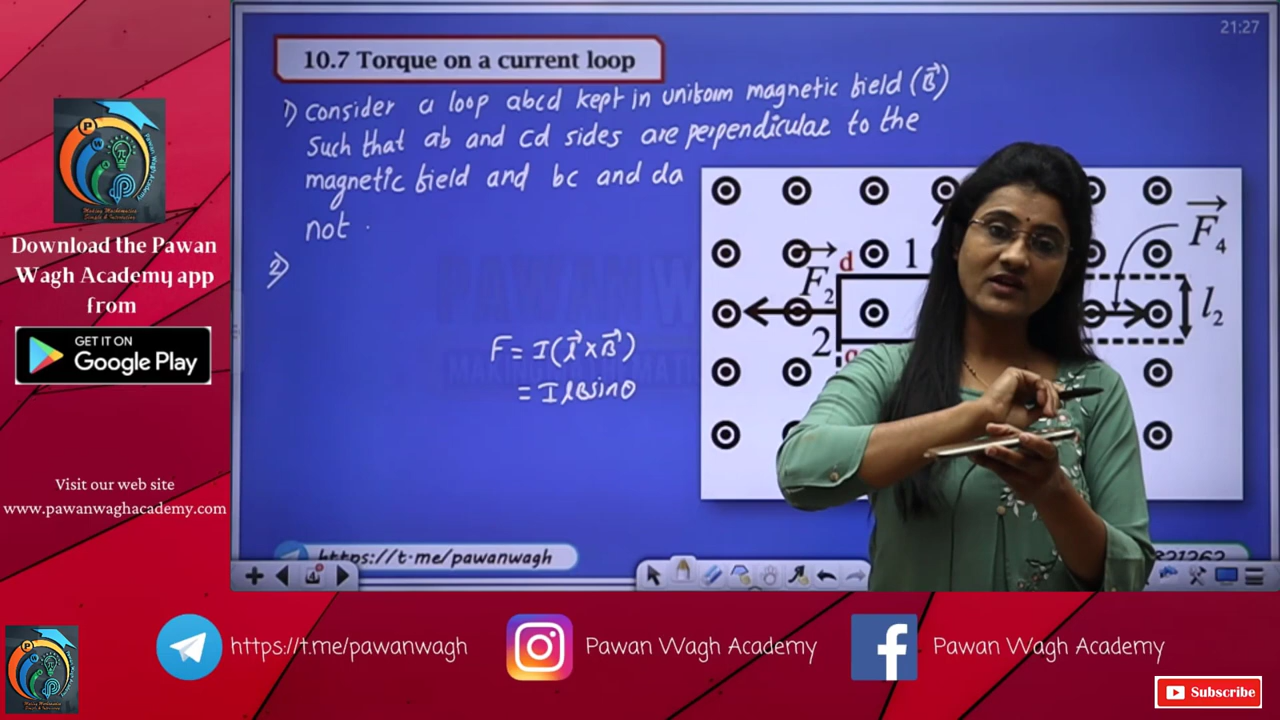 21:27
10.7 Torque on a current loop
1) Consider a loop abcd kept in uniform magnetic field (B⃗)
Such that ab and cd sides are perpendicular to the
magnetic field and bc and da
not
2)
F = I(l⃗×B⃗)
= IlBsinθ
F⃗₂
d
1
F⃗₄
l₂
2
a
https://t.me/pawanwagh
Download the Pawan
Wagh Academy app
from
GET IT ON
Google Play
Visit our web site
www.pawanwaghacademy.com
https://t.me/pawanwagh
Pawan Wagh Academy
Pawan Wagh Academy
Subscribe